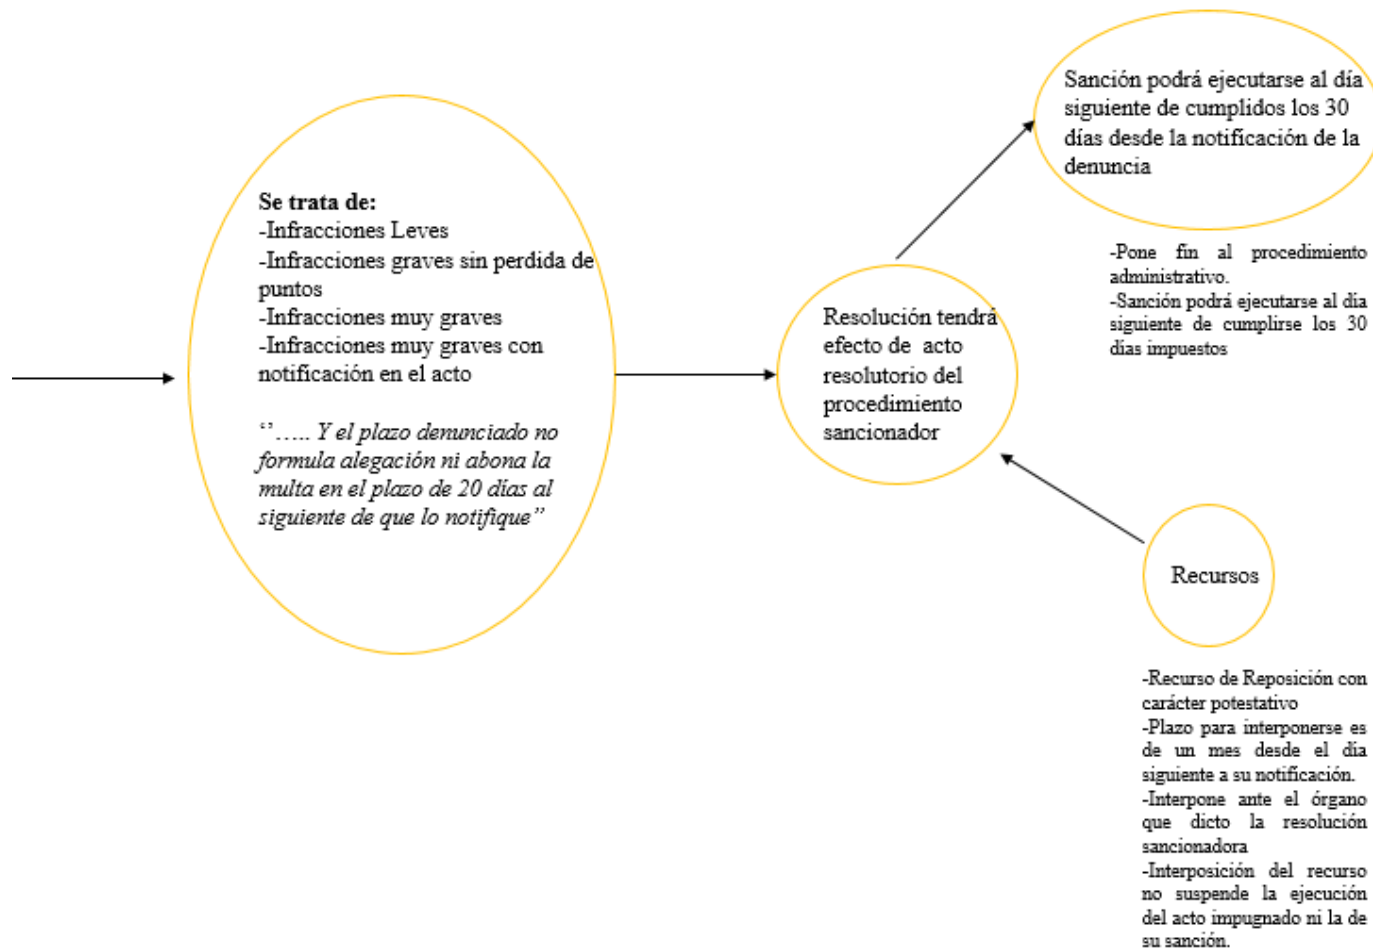 Se trata de:
-Infracciones Leves
-Infracciones graves sin perdida de
puntos
-Infracciones muy graves
-Infracciones muy graves con
notificación en el acto
‘’….. Y el plazo denunciado no
formula alegación ni abona la
multa en el plazo de 20 días al
siguiente de que lo notifique”
Resolución tendrá
efecto de acto
resolutorio del
procedimiento
sancionador
Sanción podrá ejecutarse al día
siguiente de cumplidos los 30
días desde la notificación de la
denuncia
-Pone fin al procedimiento
administrativo.
-Sanción podrá ejecutarse al día
siguiente de cumplirse los 30
días impuestos
Recursos
-Recurso de Reposición con
carácter potestativo
-Plazo para interponerse es
de un mes desde el día
siguiente a su notificación.
-Interpone ante el órgano
que dicto la resolución
sancionadora
-Interposición del recurso
no suspende la ejecución
del acto impugnado ni la de
su sanción.